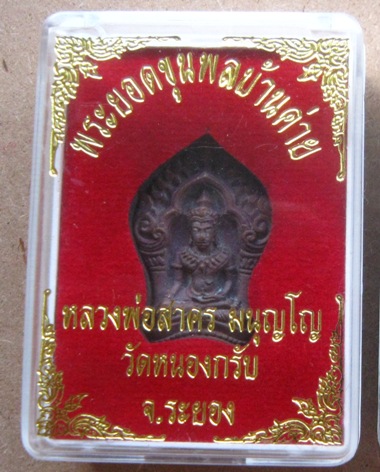 พระยอดขุนพลบ้านค่าย
หลวงพ่อสาคร มนุญโญ
วัดหนองกรับ
จ.ระยอง